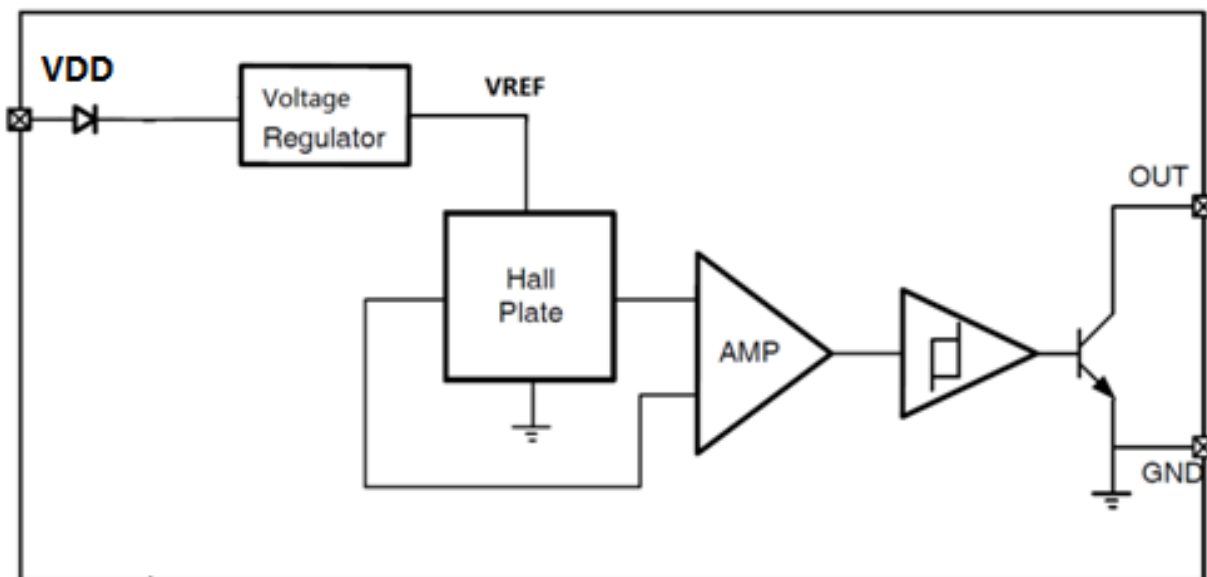 VDD
Voltage
Regulator
VREF
Hall
Plate
AMP
OUT
GND